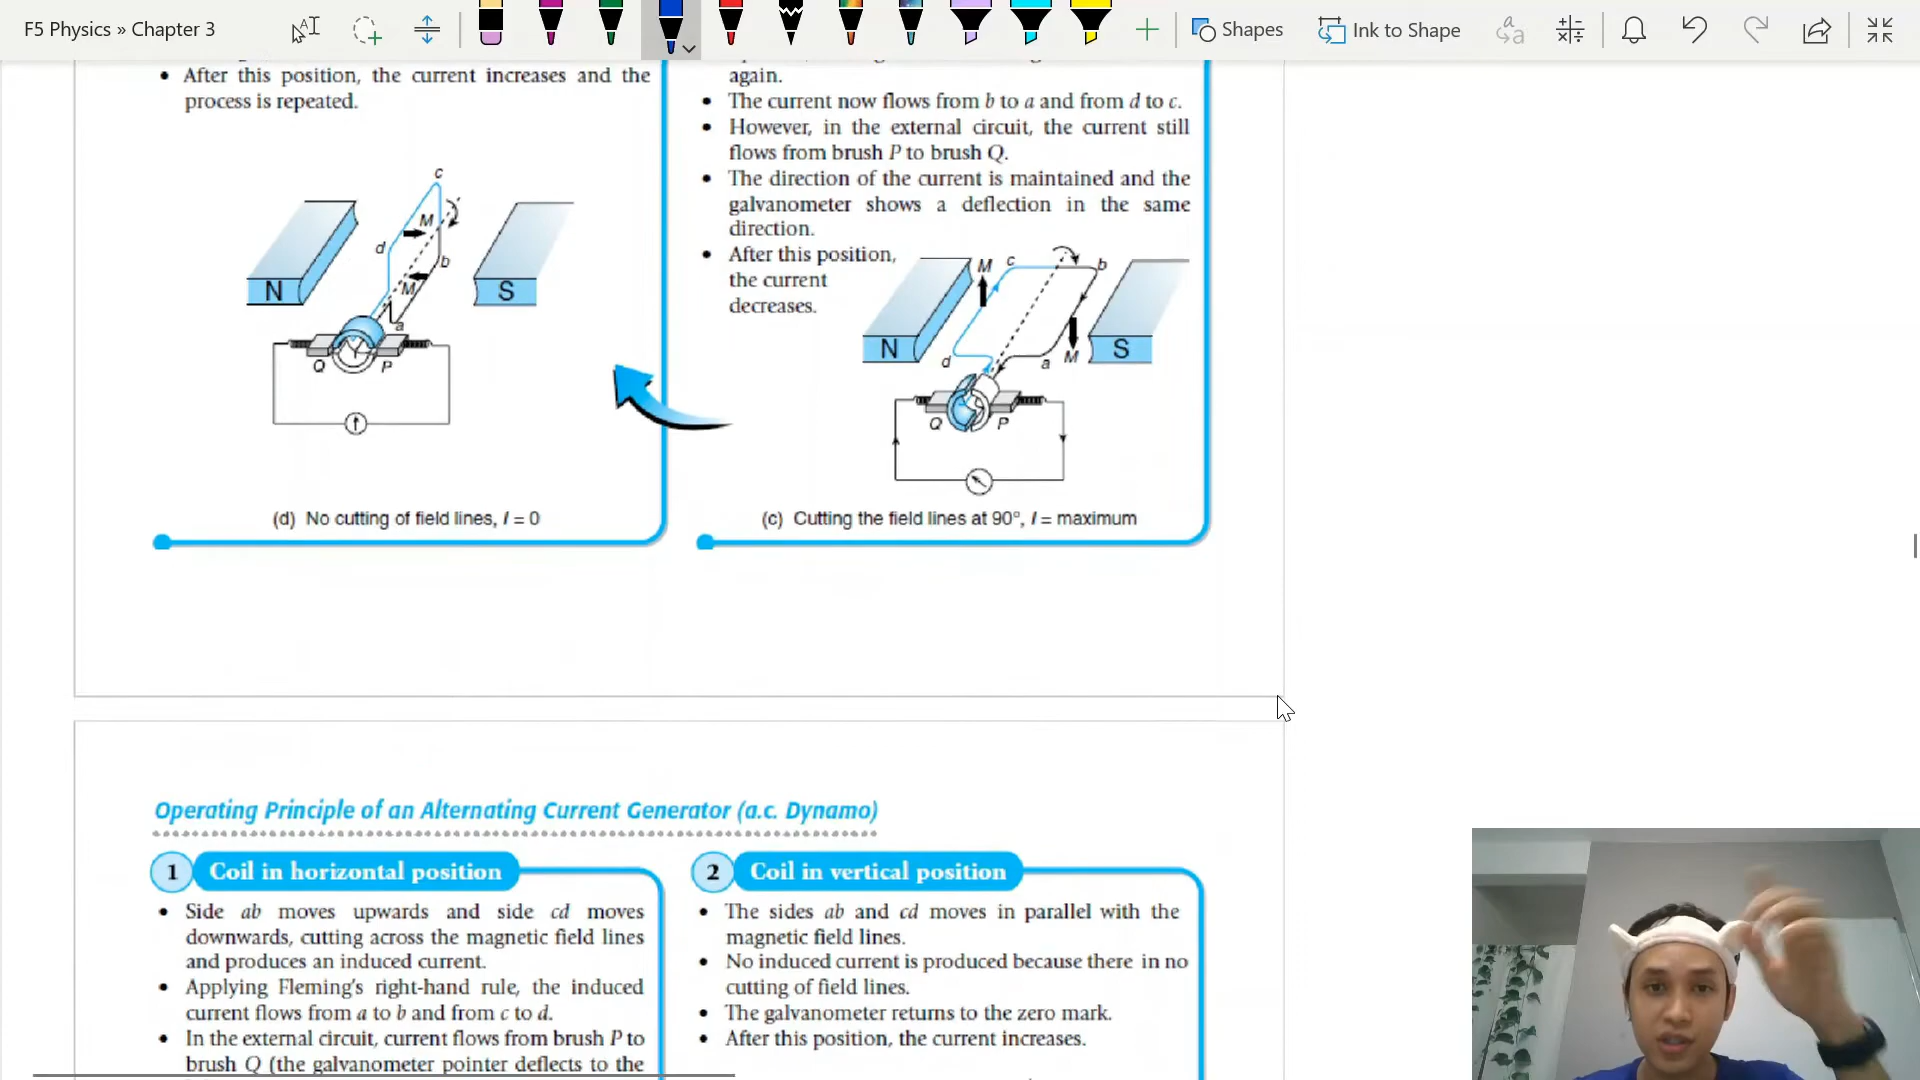 F5 Physics » Chapter 3
Shapes
Ink to Shape
After this position, the current increases and the
process is repeated.
c
M
d
b
M
a
N
S
Q
P
(d) No cutting of field lines, I = 0
again.
• The current now flows from b to a and from d to c.
• However, in the external circuit, the current still
flows from brush P to brush Q.
• The direction of the current is maintained and the
galvanometer shows a deflection in the same
direction.
• After this position,
the current
decreases.
M
c
b
N
d
a
M
S
Q
P
(c) Cutting the field lines at 90°, I = maximum
Operating Principle of an Alternating Current Generator (a.c. Dynamo)
1 Coil in horizontal position
• Side ab moves upwards and side cd moves
downwards, cutting across the magnetic field lines
and produces an induced current.
• Applying Fleming's right-hand rule, the induced
current flows from a to b and from c to d.
• In the external circuit, current flows from brush P to
brush Q (the galvanometer pointer deflects to the
2 Coil in vertical position
• The sides ab and cd moves in parallel with the
magnetic field lines.
• No induced current is produced because there in no
cutting of field lines.
• The galvanometer returns to the zero mark.
• After this position, the current increases.